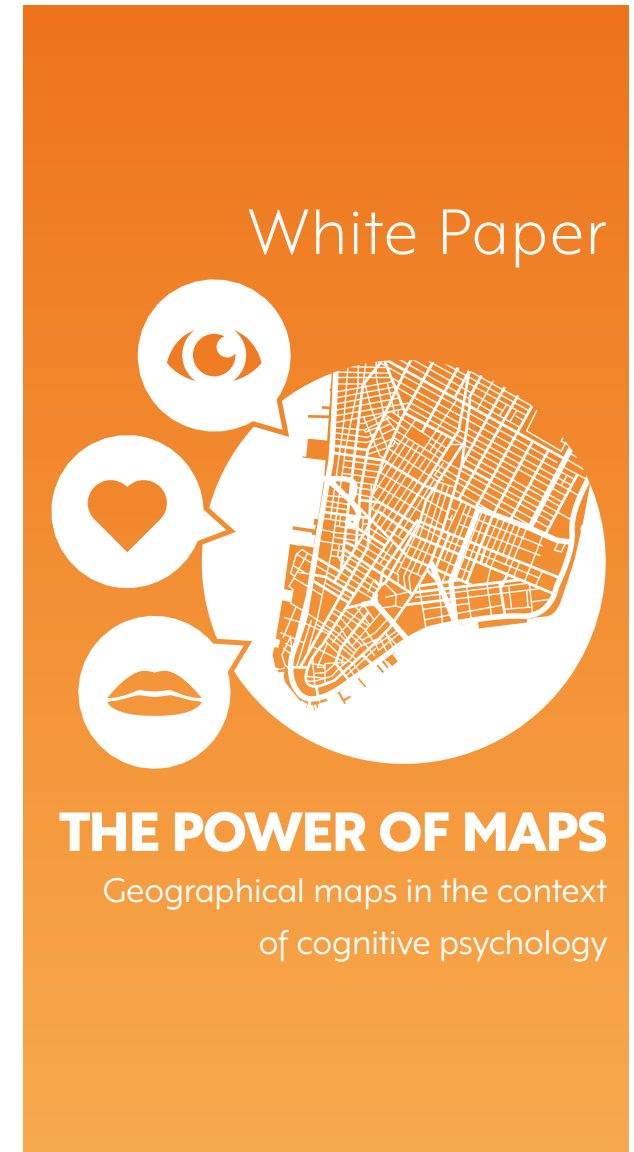 White Paper
THE POWER OF MAPS
Geographical maps in the context
of cognitive psychology